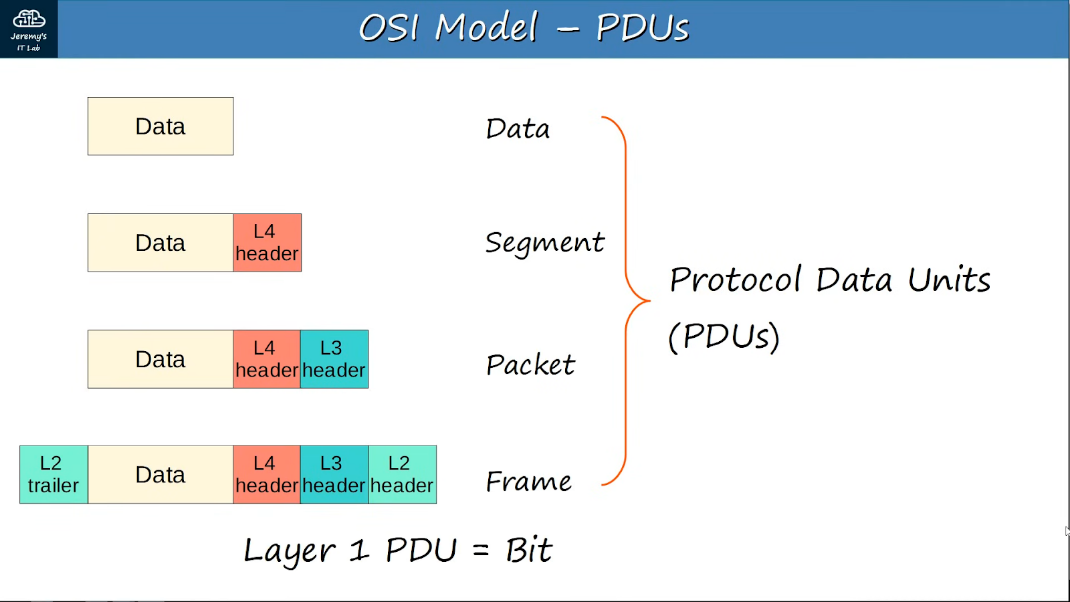 Jeremy's
IT Lab
OSI Model – PDUs
Data
Data
Data
L4
header
Segment
Protocol Data Units
(PDUs)
Data
L4
header
L3
header
Packet
L2
trailer
Data
L4
header
L3
header
L2
header
Frame
Layer 1 PDU = Bit